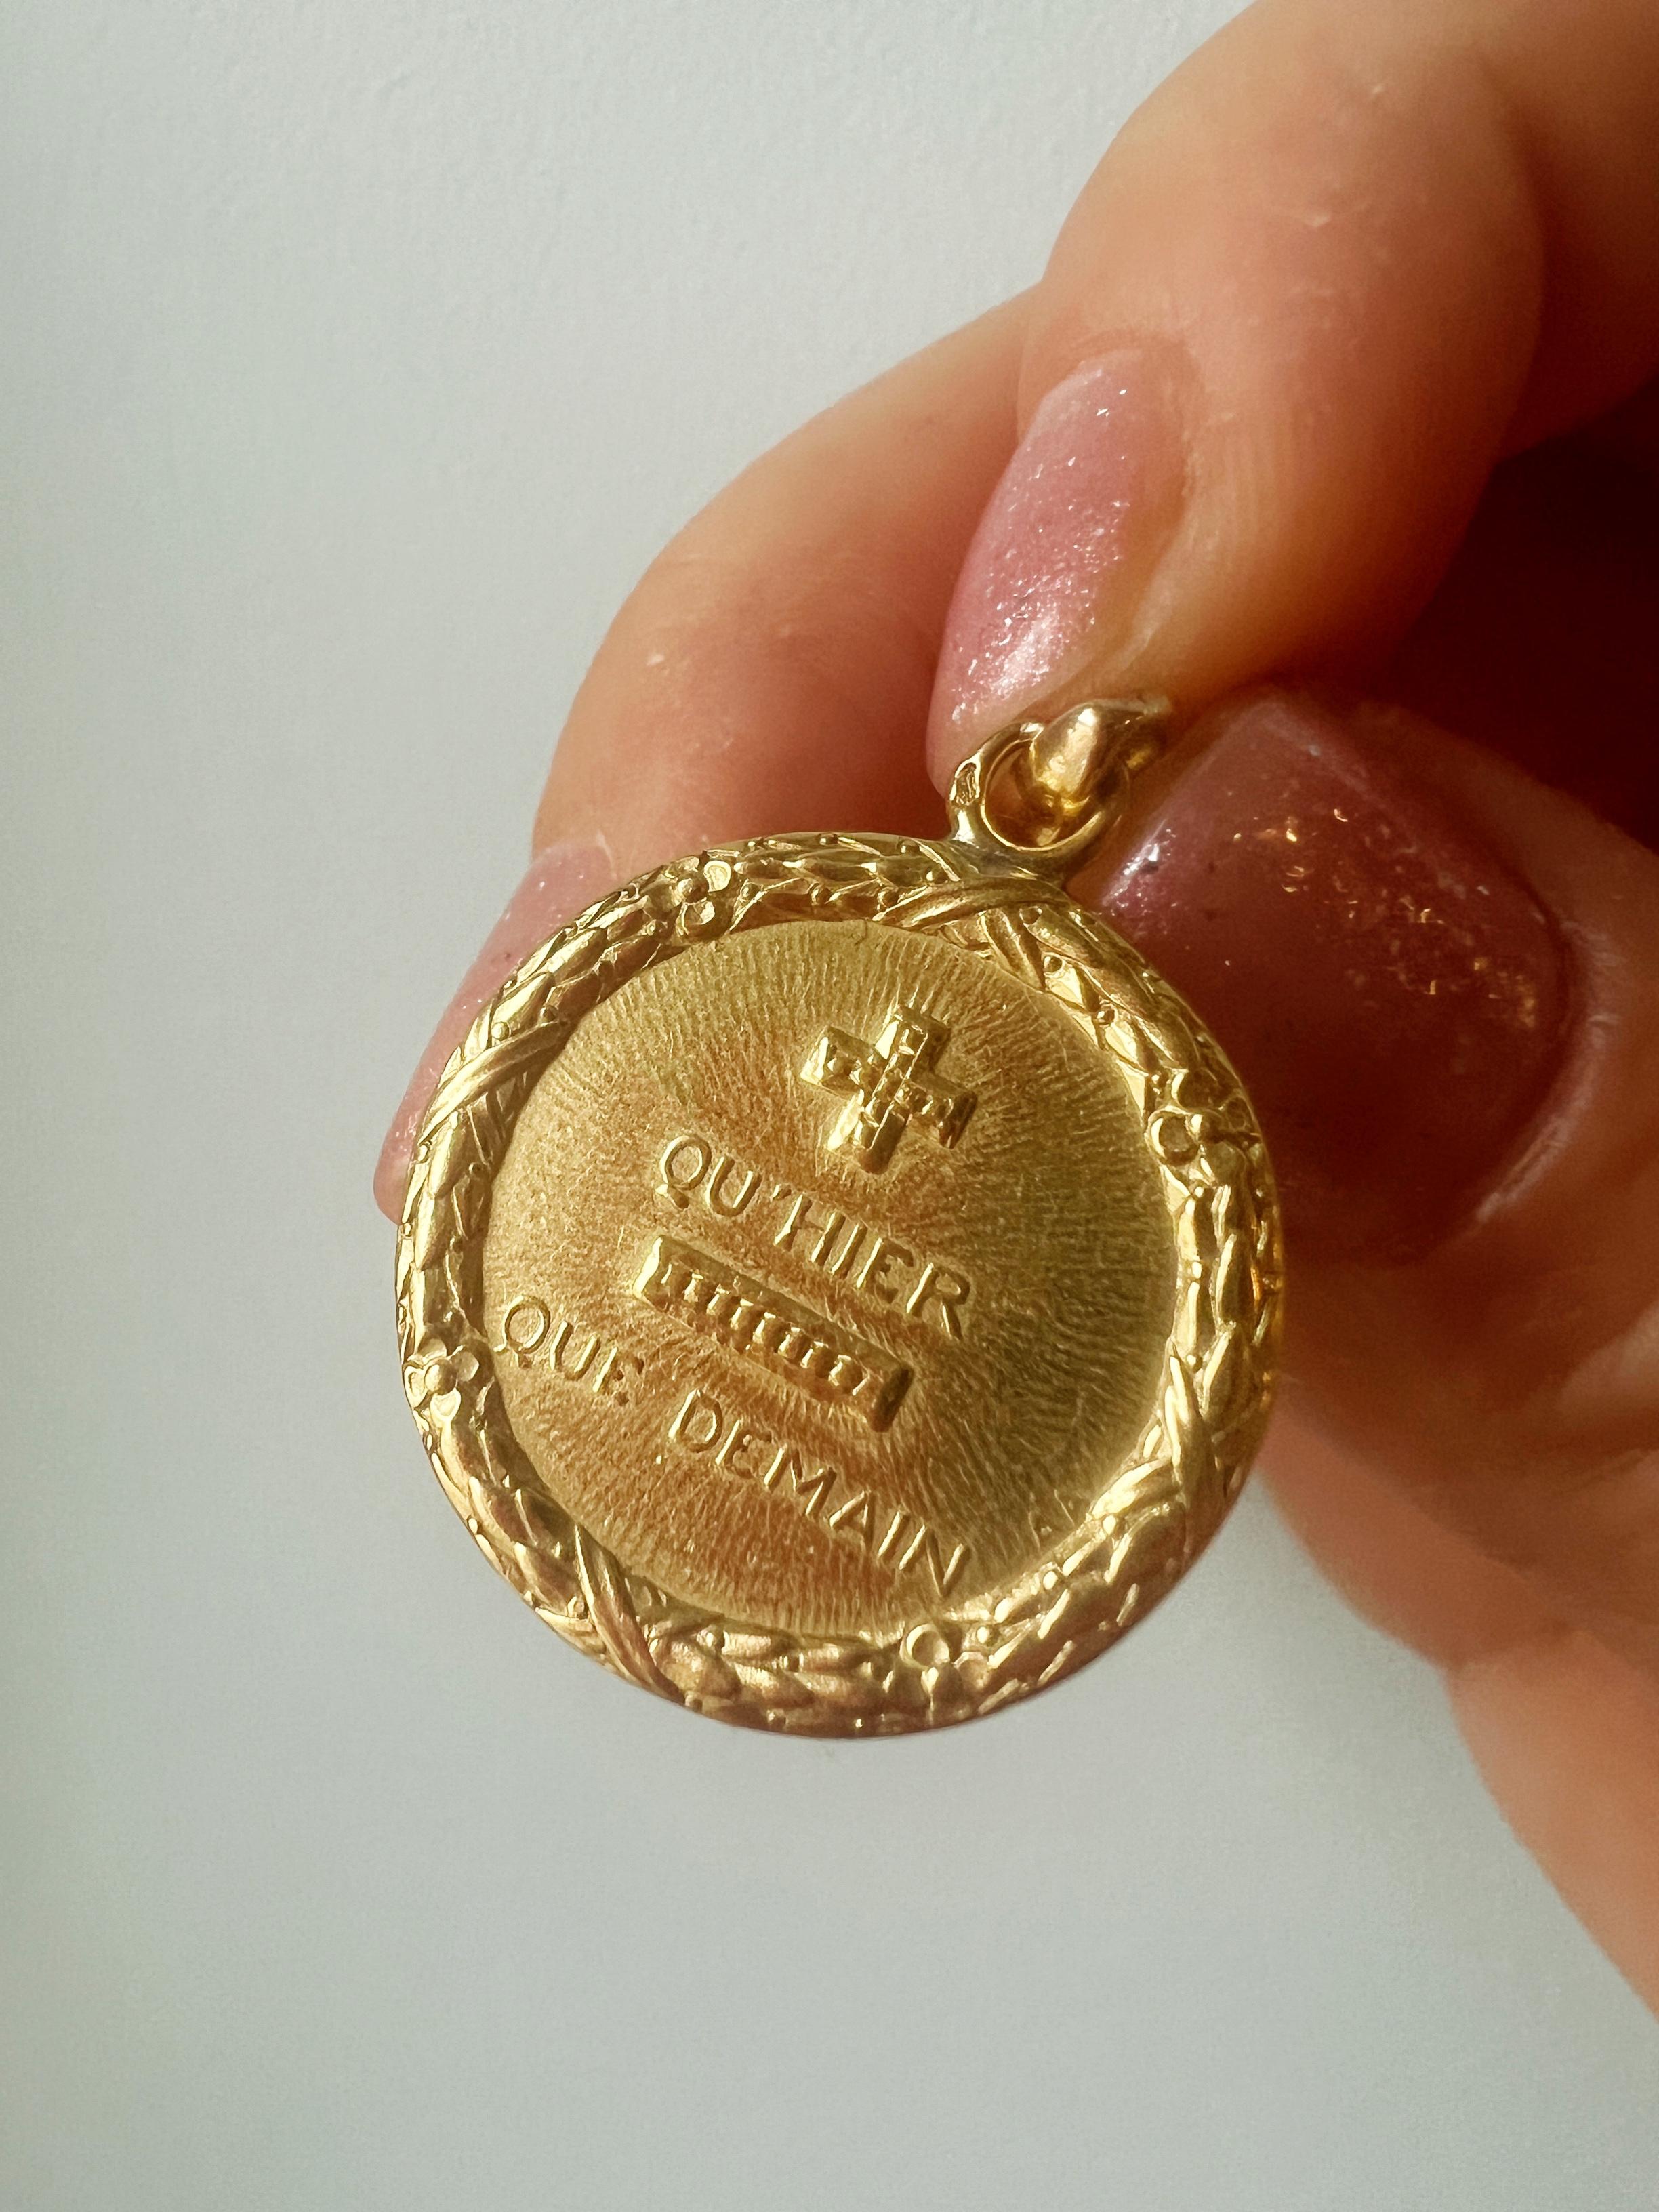 +
QU'HIER
-
QUE DEMAIN